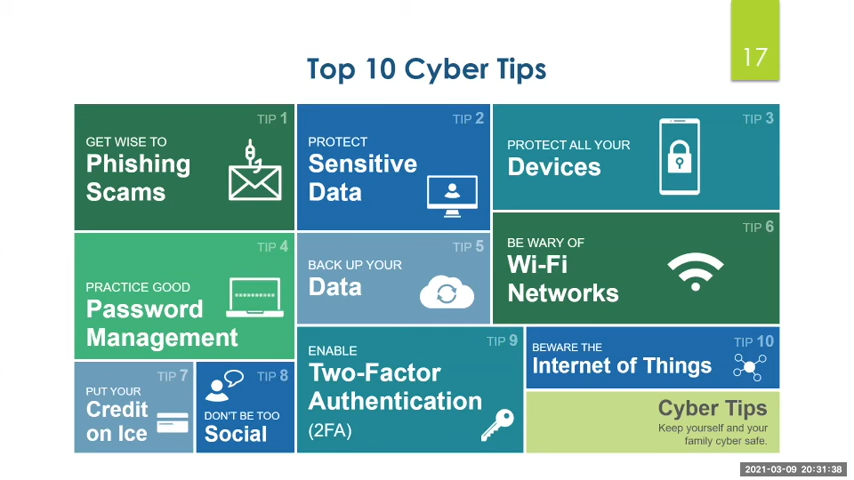 17
Top 10 Cyber Tips
TIP 1
GET WISE TO
Phishing
Scams
TIP 2
PROTECT
Sensitive
Data
TIP 3
PROTECT ALL YOUR
Devices
TIP 4
PRACTICE GOOD
Password
Management
**********
TIP 5
BACK UP YOUR
Data
TIP 6
BE WARY OF
Wi-Fi
Networks
TIP 7
PUT YOUR
Credit
on Ice
TIP 8
DON'T BE TOO
Social
TIP 9
ENABLE
Two-Factor
Authentication
(2FA)
TIP 10
BEWARE THE
Internet of Things
Cyber Tips
Keep yourself and your
family cyber safe.
2021-03-09 20:31:38